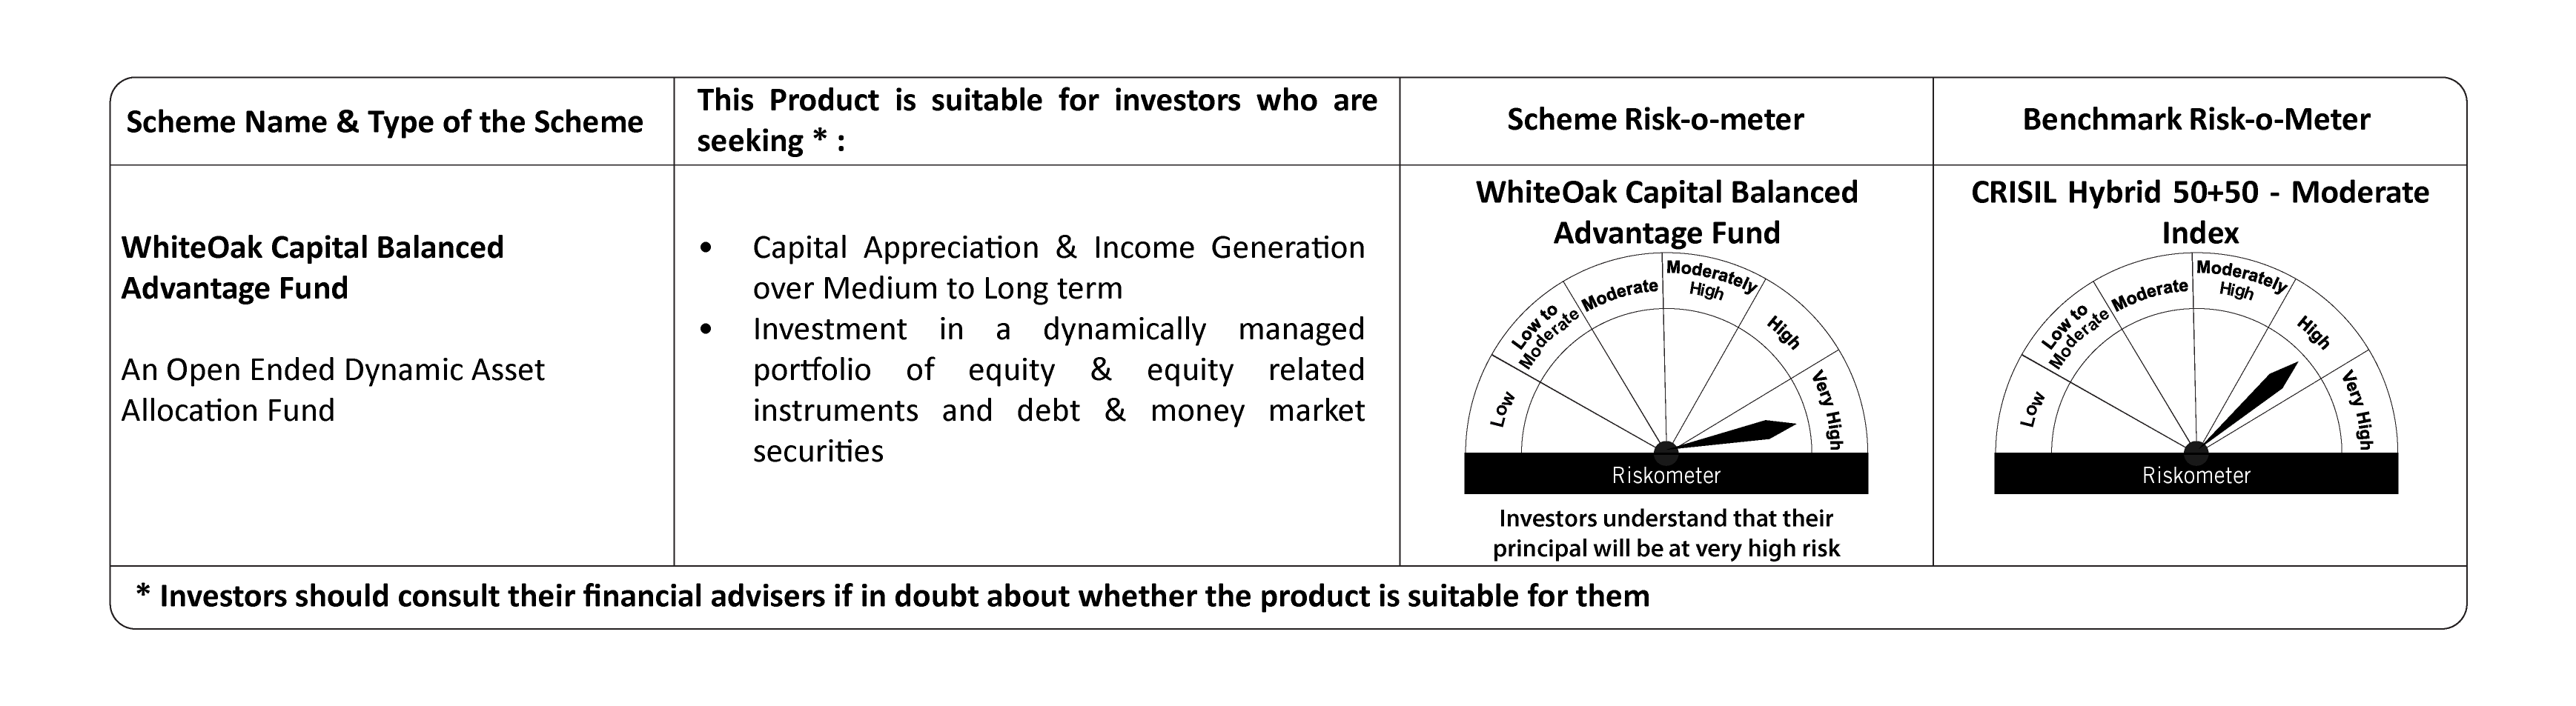 Scheme Name & Type of the Scheme
This Product is suitable for investors who are
seeking * :
Scheme Risk-o-meter
Benchmark Risk-o-Meter
WhiteOak Capital Balanced
Advantage Fund
An Open Ended Dynamic Asset
Allocation Fund
• Capital Appreciation & Income Generation
over Medium to Long term
• Investment in a dynamically managed
portfolio of equity & equity related
instruments and debt & money market
securities
WhiteOak Capital Balanced
Advantage Fund
Low
Low to
Moderate
Moderate
Moderately
High
High
Very High
Riskometer
Investors understand that their
principal will be at very high risk
CRISIL Hybrid 50+50 - Moderate
Index
Low
Low to
Moderate
Moderate
Moderately
High
High
Very High
Riskometer
* Investors should consult their financial advisers if in doubt about whether the product is suitable for them